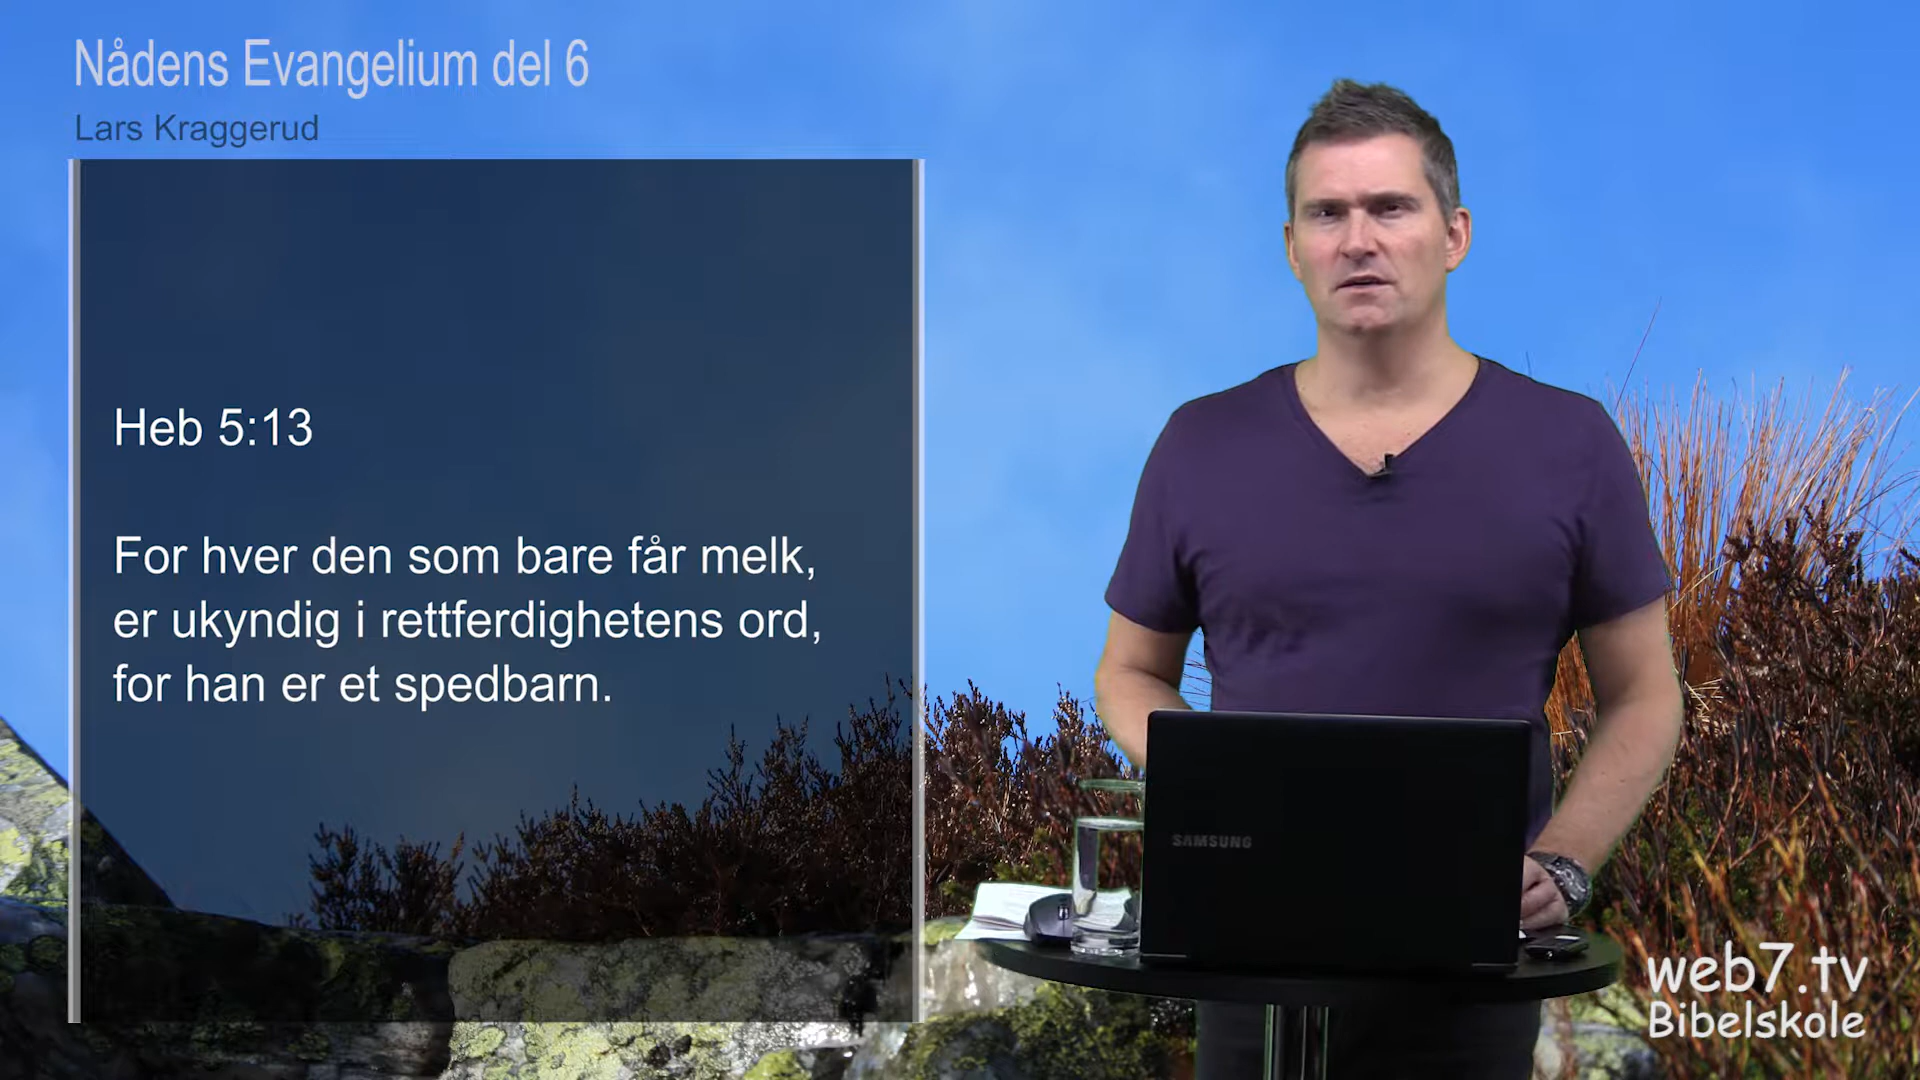 Nådens Evangelium del 6
Lars Kraggerud
Heb 5:13
For hver den som bare får melk,
er ukyndig i rettferdighetens ord,
for han er et spedbarn.
SAMSUNG
web7.tv
Bibelskole